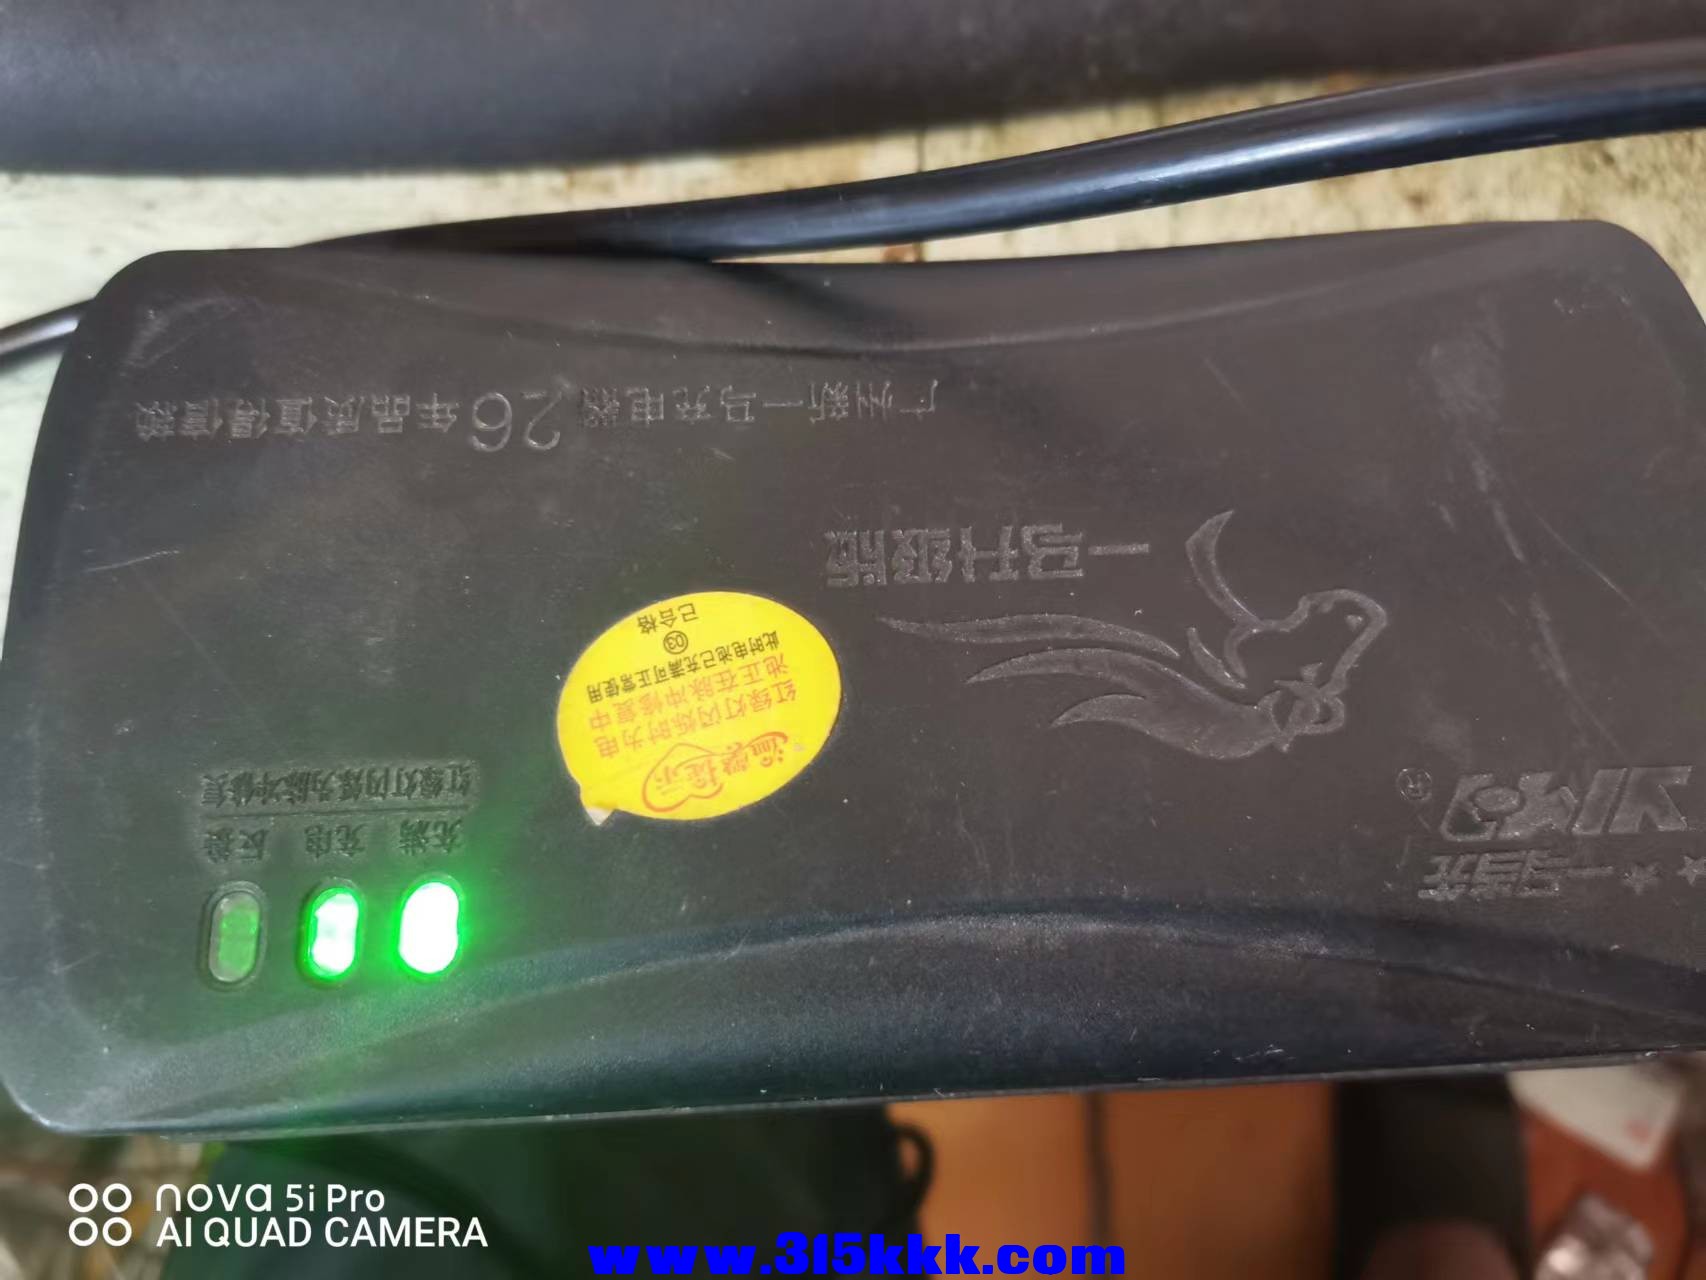 一马当先
充满 充电 反接
红绿灯闪烁为脉冲修复
温馨提示
红绿灯闪烁时为电
池正在脉冲修复中
此时电池已充满可正常使用
03
已合格
一马升级版
广州新一马充电器26年品质值得信赖
nova 5i Pro
AI QUAD CAMERA
www.315kkk.com